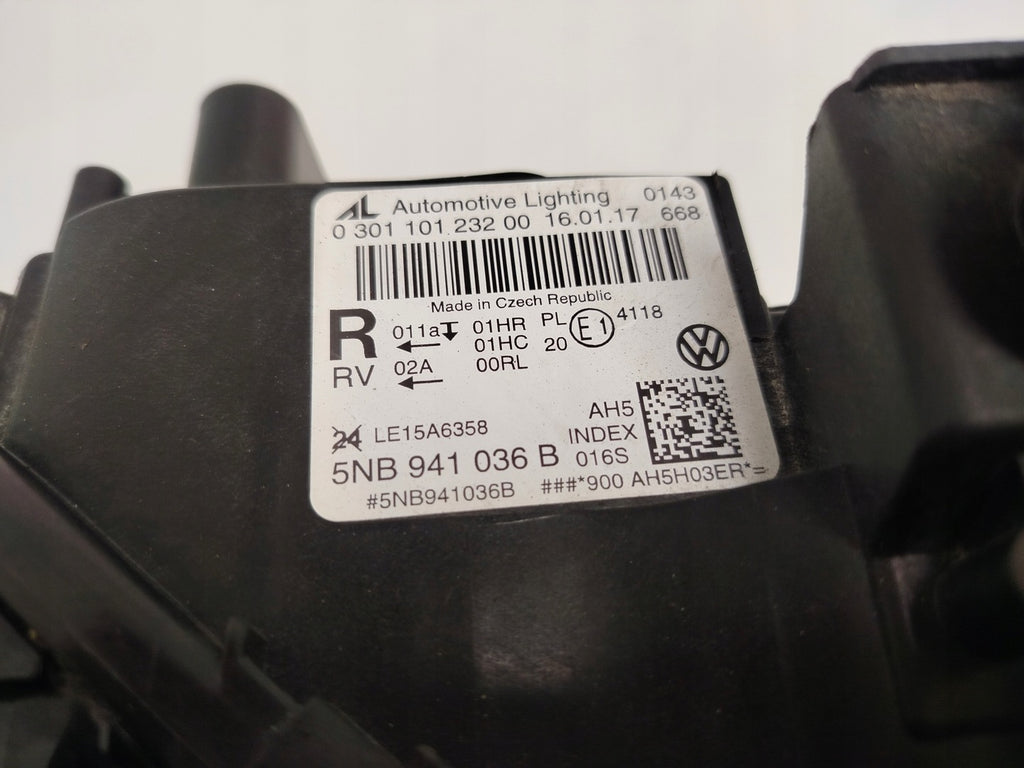 AL Automotive Lighting 0143
0 301 101 232 00 16.01.17 668
Made in Czech Republic
R 011a 01HR PL E1 4118
01HC 20
RV 02A 00RL
24 LE15A6358 AH5
INDEX
5NB 941 036 B 016S
#5NB941036B ###*900 AH5H03ER*=